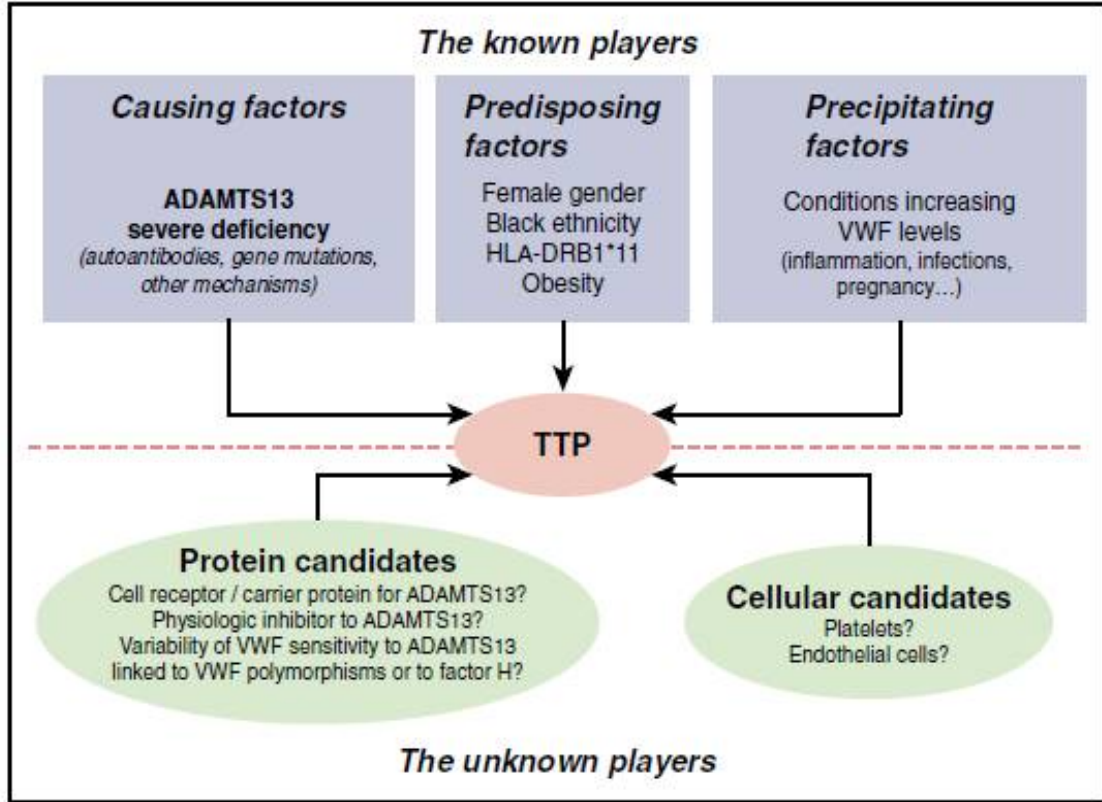 The known players
Causing factors
ADAMTS13
severe deficiency
(autoantibodies, gene mutations,
other mechanisms)
Predisposing
factors
Female gender
Black ethnicity
HLA-DRB1*11
Obesity
Precipitating
factors
Conditions increasing
VWF levels
(inflammation, infections,
pregnancy…)
TTP
Protein candidates
Cell receptor / carrier protein for ADAMTS13?
Physiologic inhibitor to ADAMTS13?
Variability of VWF sensitivity to ADAMTS13
linked to VWF polymorphisms or to factor H?
Cellular candidates
Platelets?
Endothelial cells?
The unknown players